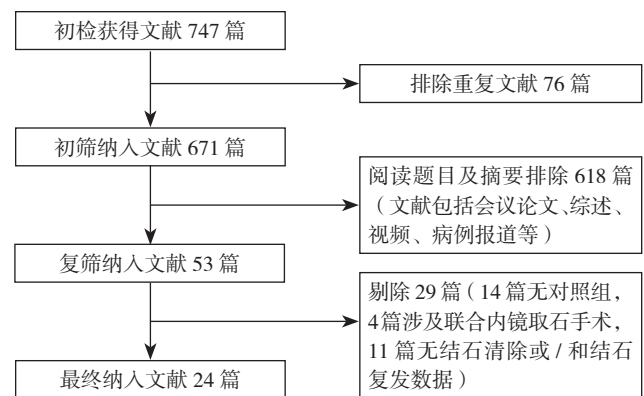 初检获得文献 747 篇
排除重复文献 76 篇
初筛纳入文献 671 篇
阅读题目及摘要排除 618 篇
（文献包括会议论文、综述、
视频、病例报道等）
复筛纳入文献 53 篇
剔除 29 篇（14 篇无对照组，
4篇涉及联合内镜取石手术，
11 篇无结石清除或 / 和结石
复发数据）
最终纳入文献 24 篇